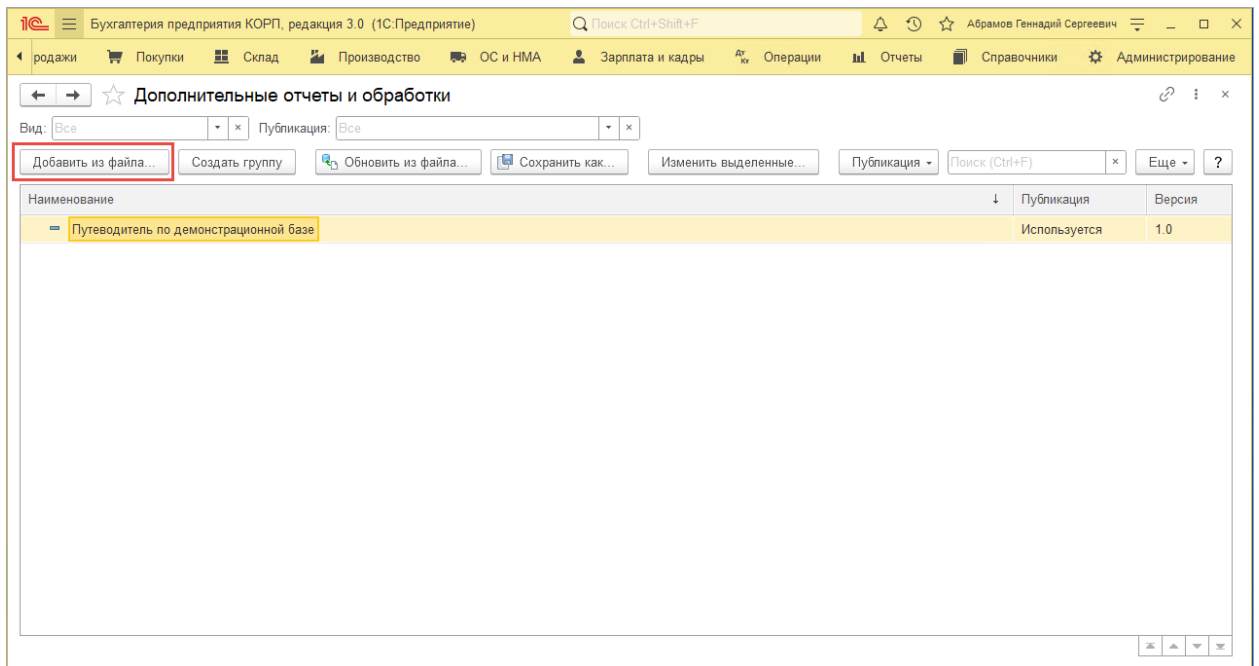 1С Бухгалтерия предприятия КОРП, редакция 3.0 (1С:Предприятие) Поиск Ctrl+Shift+F Абрамов Геннадий Сергеевич
родажи Покупки Склад Производство ОС и НМА Зарплата и кадры Дт Кт Операции Отчеты Справочники Администрирование
Дополнительные отчеты и обработки
Вид: Все Публикация: Все
Добавить из файла... Создать группу Обновить из файла... Сохранить как... Изменить выделенные... Публикация Поиск (Ctrl+F) Еще ?
Наименование Публикация Версия
Путеводитель по демонстрационной базе Используется 1.0